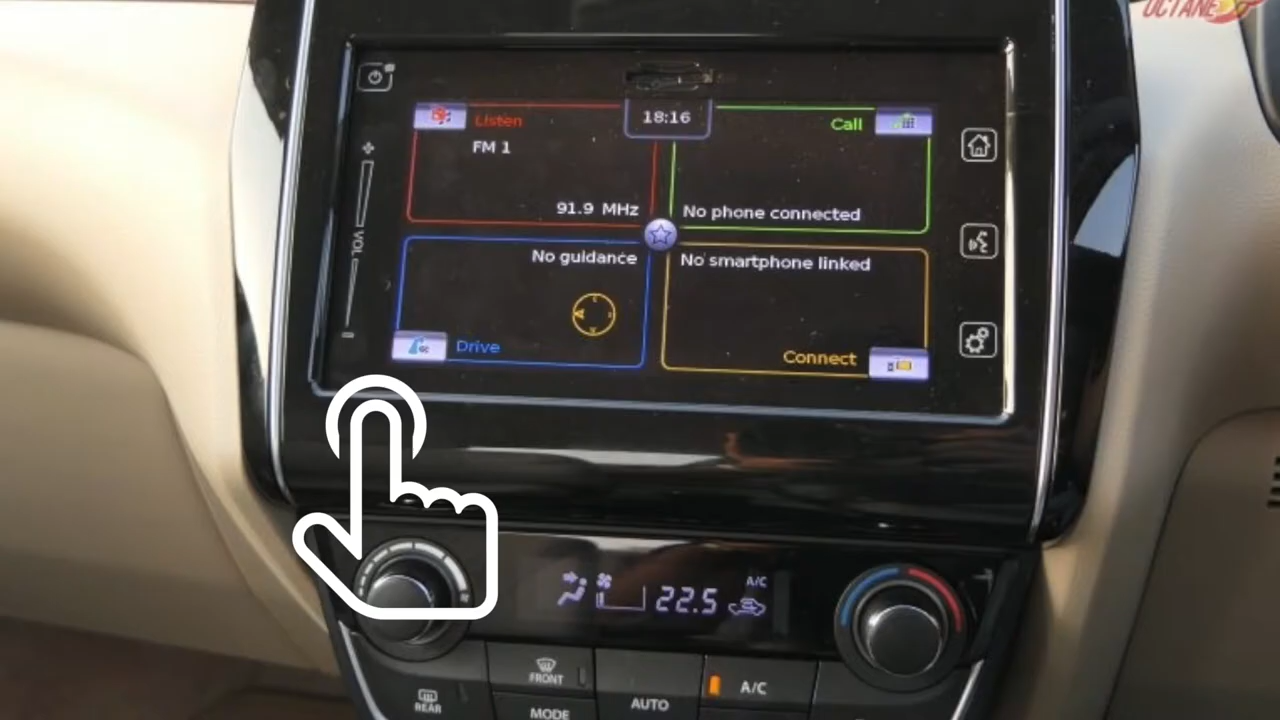 OCTANE
18:16
Listen
FM 1
91.9 MHz
Call
No phone connected
VOL
No guidance
Drive
No smartphone linked
Connect
22.5
A/C
FRONT
REAR
MODE
AUTO
A/C